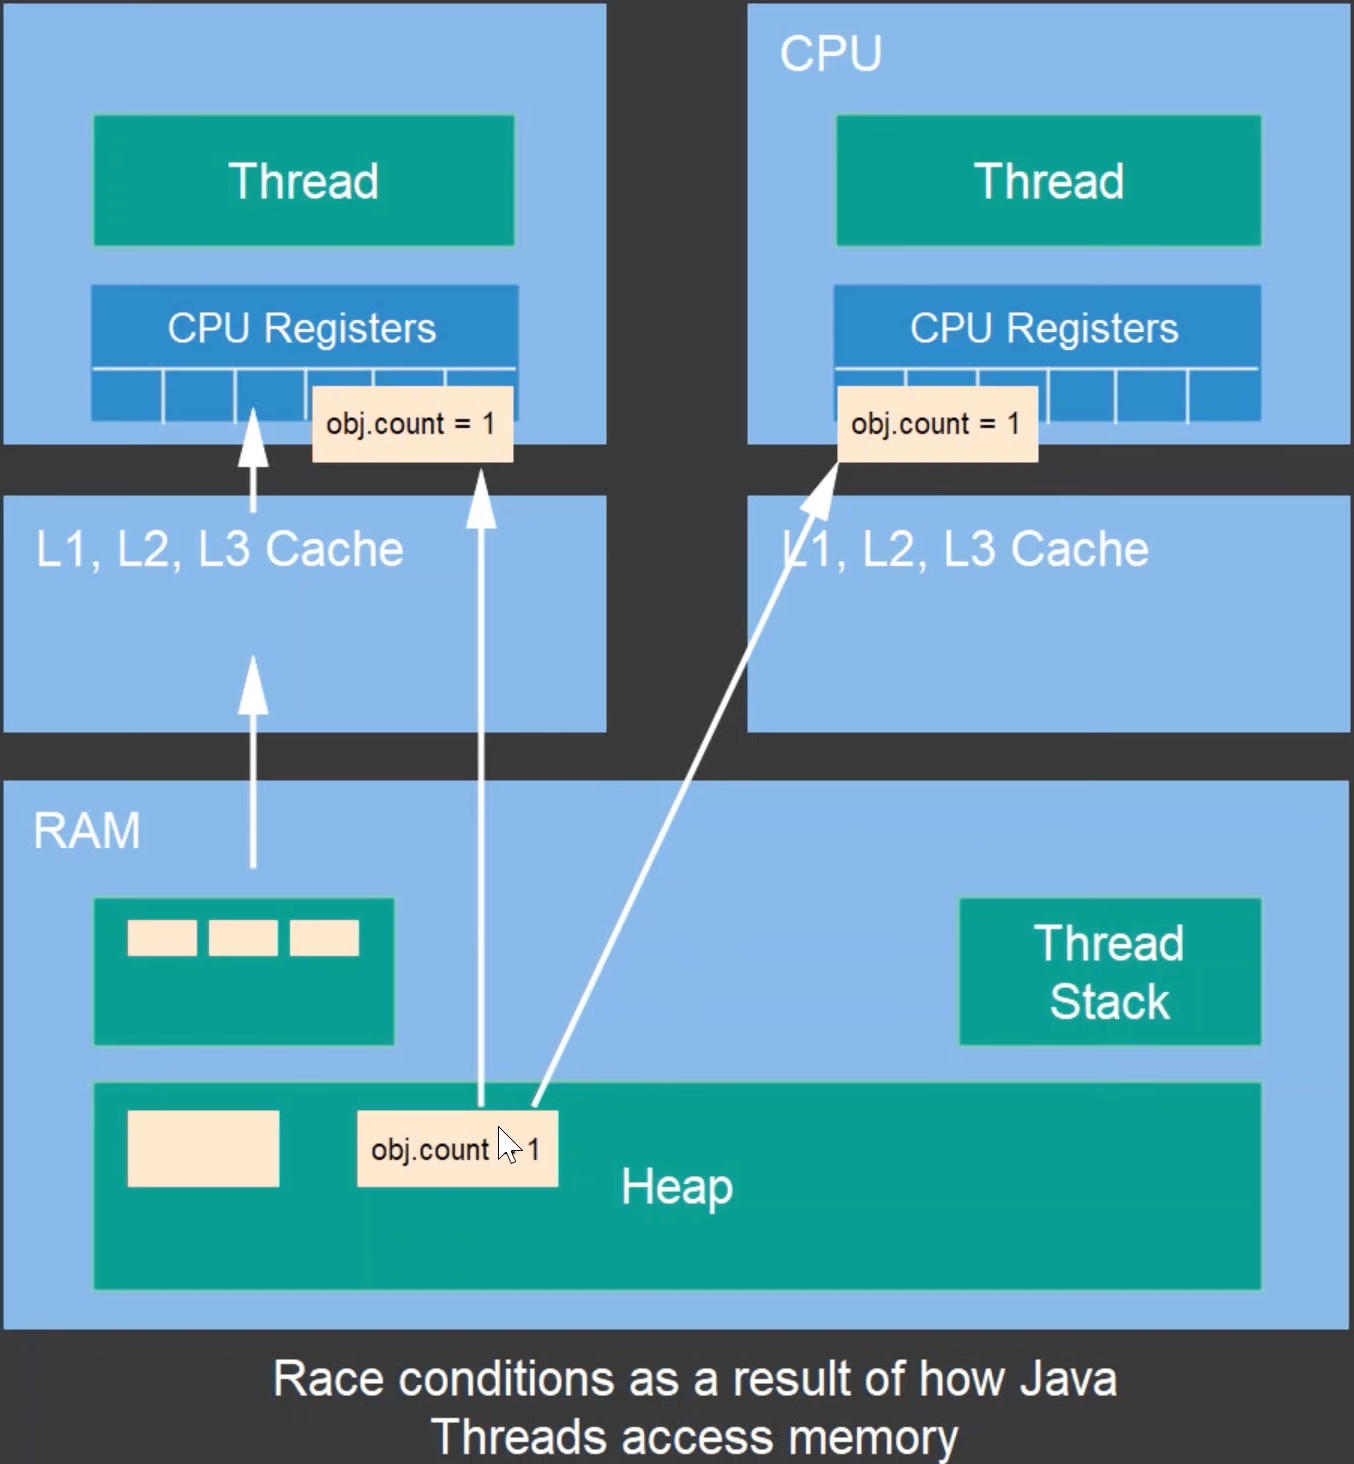 CPU
Thread
Thread
CPU Registers
CPU Registers
obj.count = 1
obj.count = 1
L1, L2, L3 Cache
L1, L2, L3 Cache
RAM
Thread
Stack
obj.count 1
Heap
Race conditions as a result of how Java
Threads access memory